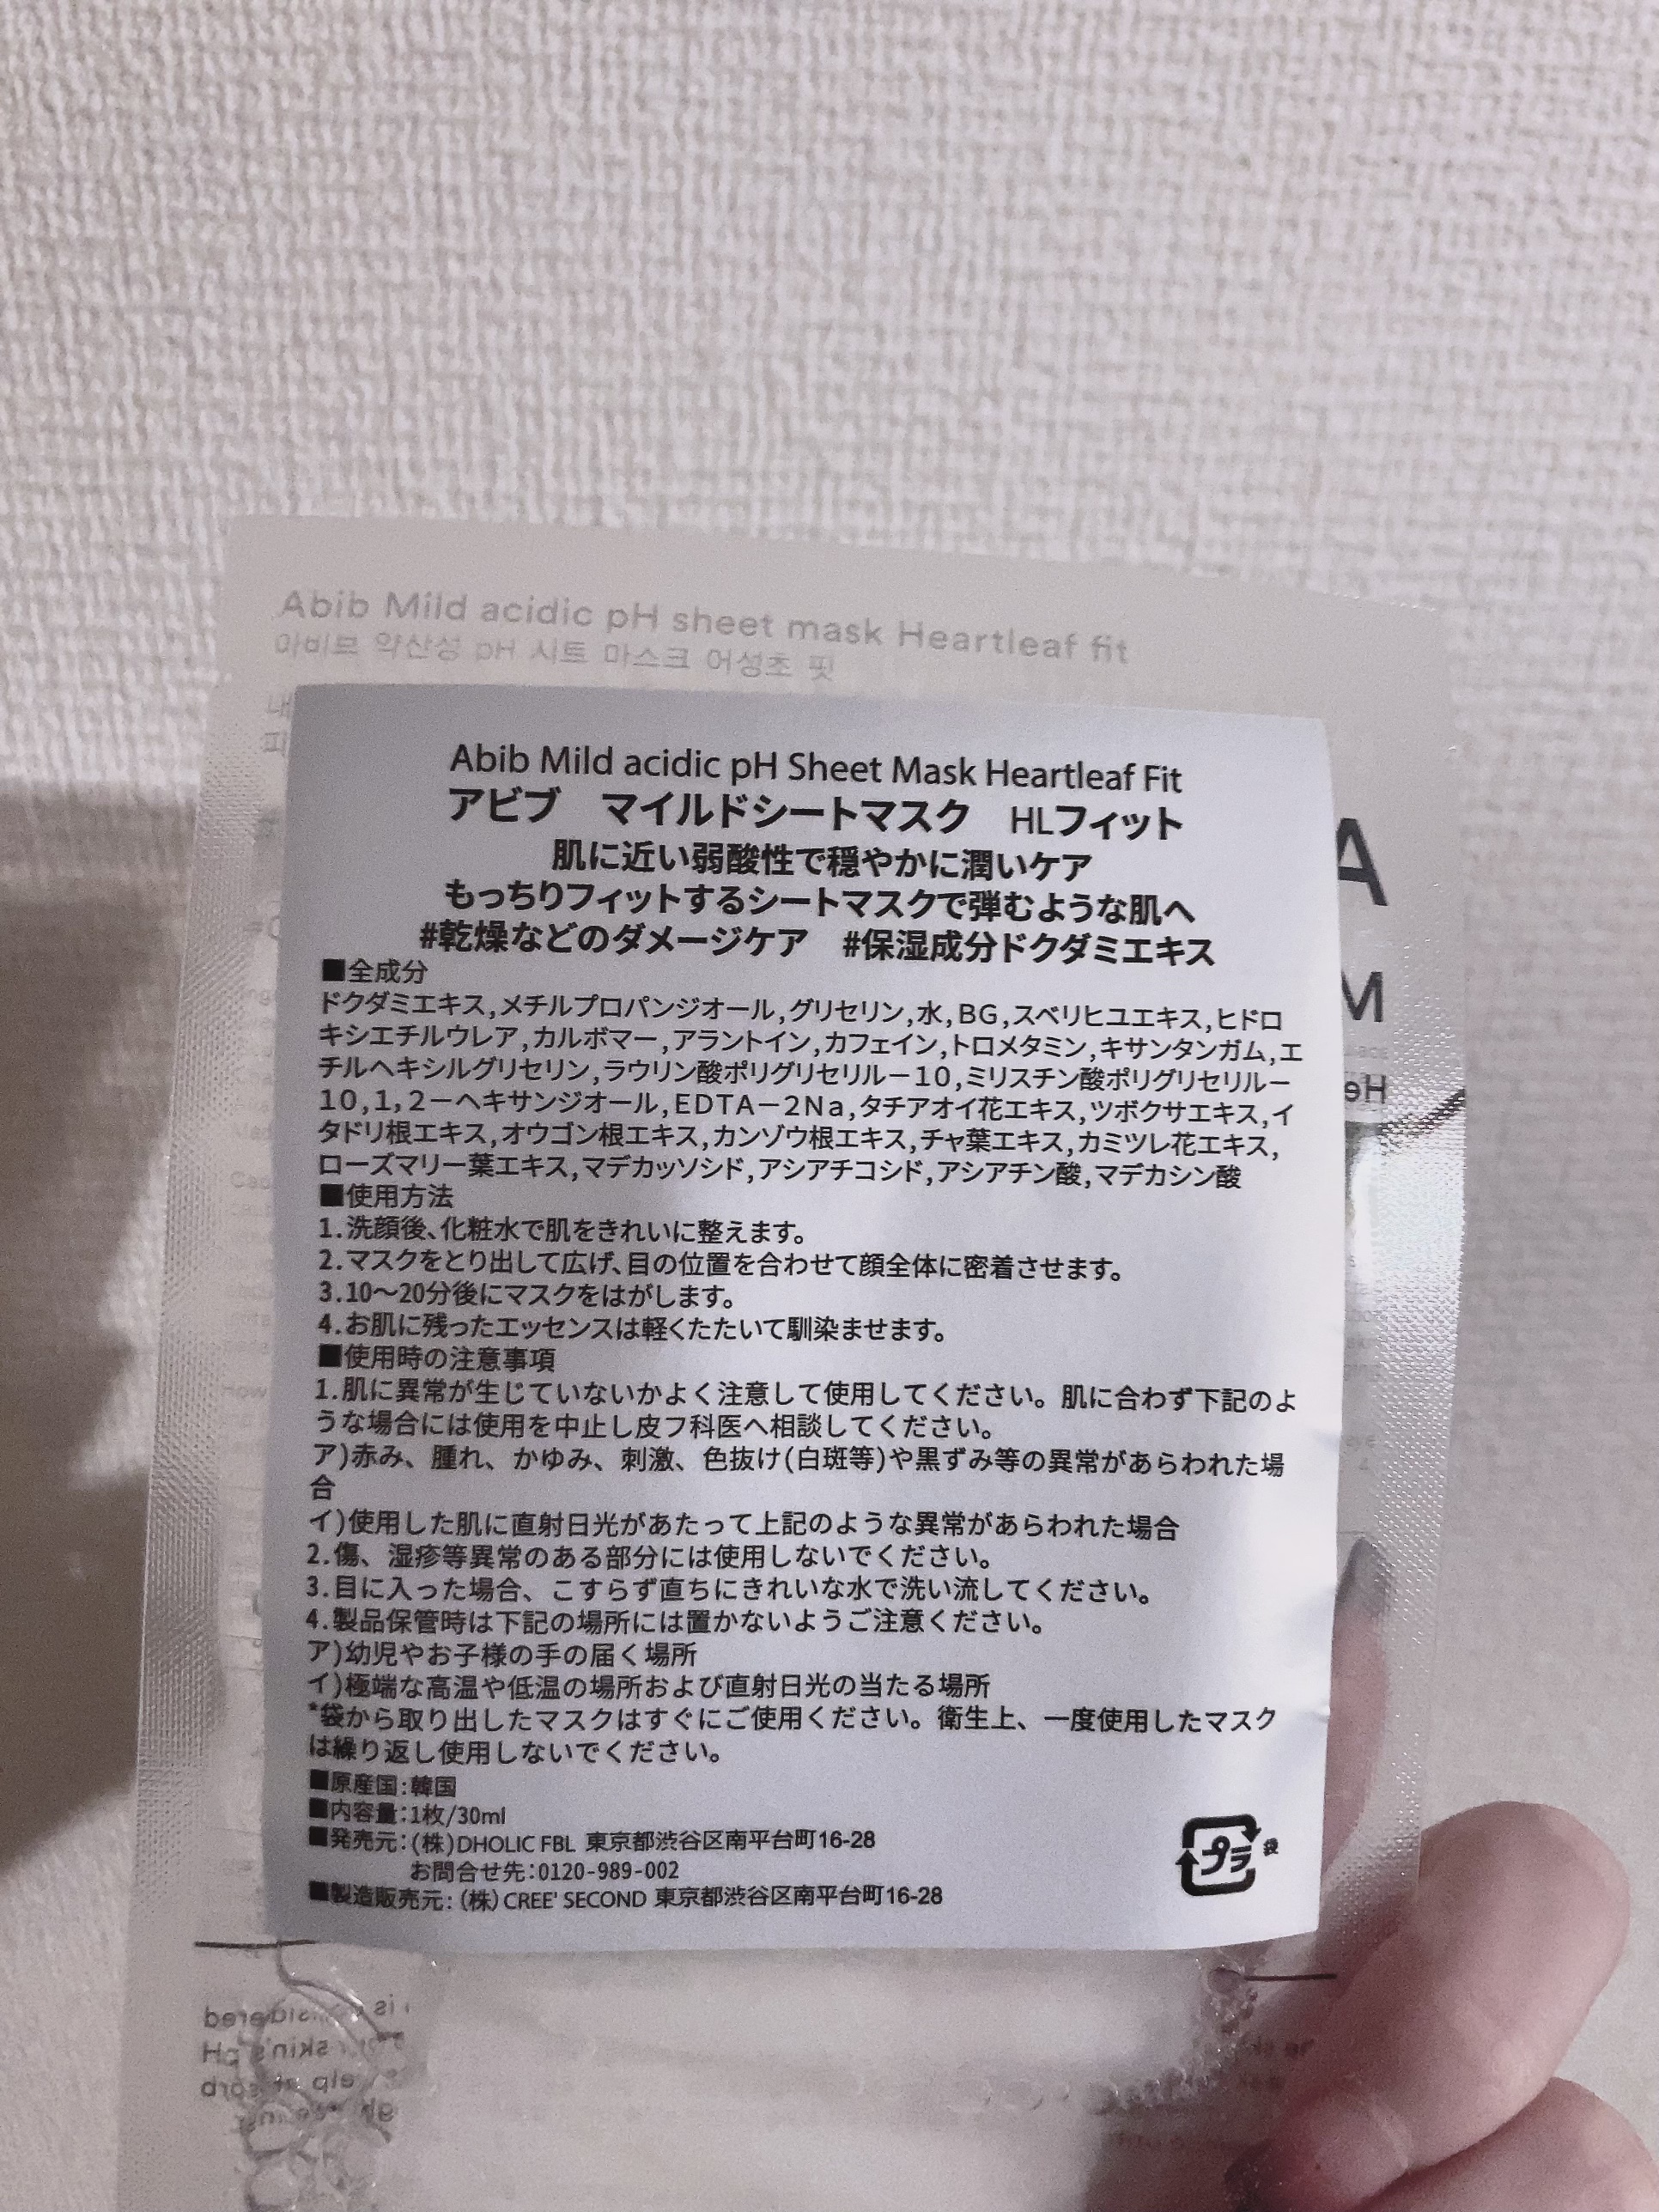 Abib Mild acidic pH sheet mask Heartleaf fit
아비브 약산성 pH 시트 마스크 어성초 핏
Abib Mild acidic pH Sheet Mask Heartleaf Fit
アビブ　マイルドシートマスク　HLフィット
肌に近い弱酸性で穏やかに潤いケア
もっちりフィットするシートマスクで弾むような肌へ
#乾燥などのダメージケア　#保湿成分ドクダミエキス
■全成分
ドクダミエキス,メチルプロパンジオール,グリセリン,水,BG,スベリヒユエキス,ヒドロ
キシエチルウレア,カルボマー,アラントイン,カフェイン,トロメタミン,キサンタンガム,エ
チルヘキシルグリセリン,ラウリン酸ポリグリセリルー10,ミリスチン酸ポリグリセリルー
10,1,2ーヘキサンジオール,EDTAー2Na,タチアオイ花エキス,ツボクサエキス,イ
タドリ根エキス,オウゴン根エキス,カンゾウ根エキス,チャ葉エキス,カミツレ花エキス,
ローズマリー葉エキス,マデカッソシド,アシアチコシド,アシアチン酸,マデカシン酸
■使用方法
1.洗顔後、化粧水で肌をきれいに整えます。
2.マスクをとり出して広げ、目の位置を合わせて顔全体に密着させます。
3.10～20分後にマスクをはがします。
4.お肌に残ったエッセンスは軽くたたいて馴染ませます。
■使用時の注意事項
1.肌に異常が生じていないかよく注意して使用してください。肌に合わず下記のよ
うな場合には使用を中止し皮フ科医へ相談してください。
ア)赤み、腫れ、かゆみ、刺激、色抜け(白斑等)や黒ずみ等の異常があらわれた場
合
イ)使用した肌に直射日光があたって上記のような異常があらわれた場合
2.傷、湿疹等異常のある部分には使用しないでください。
3.目に入った場合、こすらず直ちにきれいな水で洗い流してください。
4.製品保管時は下記の場所には置かないようご注意ください。
ア)幼児やお子様の手の届く場所
イ)極端な高温や低温の場所および直射日光の当たる場所
*袋から取り出したマスクはすぐにご使用ください。衛生上、一度使用したマスク
は繰り返し使用しないでください。
■原産国:韓国
■内容量:1枚/30ml
■発売元:(株)DHOLIC FBL 東京都渋谷区南平台町16-28
お問合せ先:0120-989-002
■製造販売元:(株)CREE' SECOND 東京都渋谷区南平台町16-28
プラ
袋
A
M
He
is considered
skin's pH